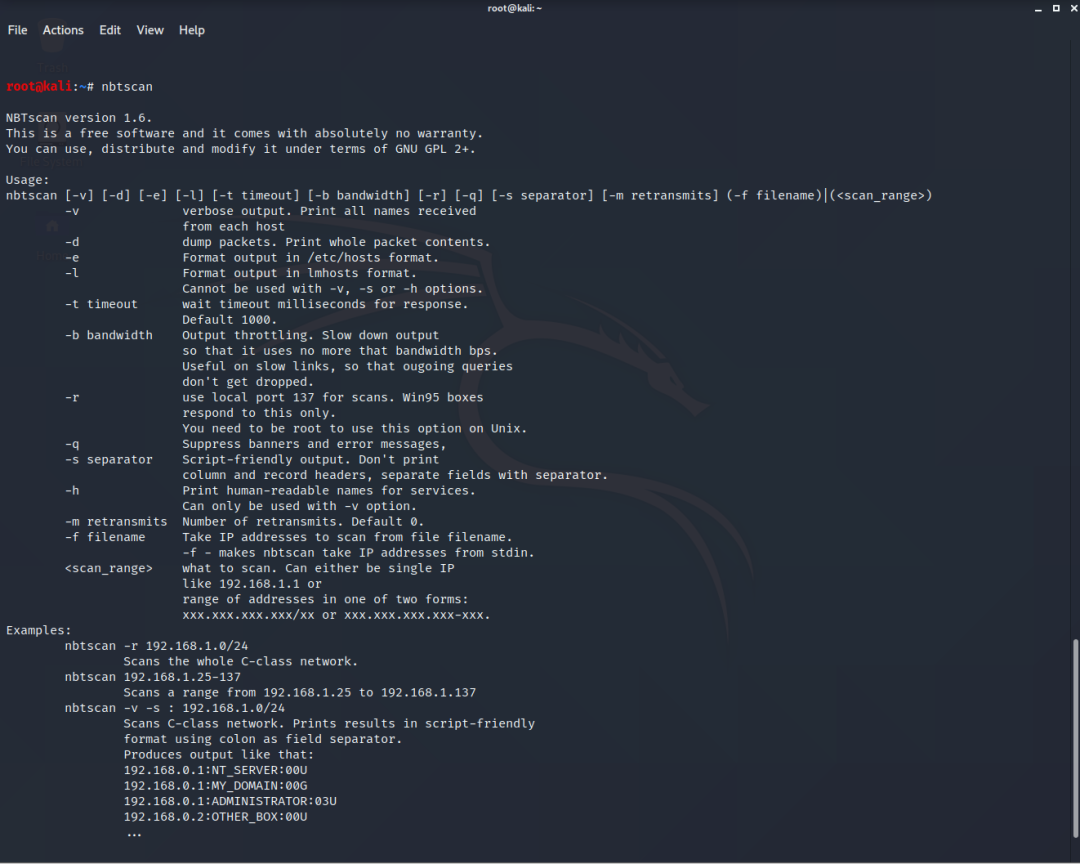 root@kali: ~
File Actions Edit View Help
root@kali:~# nbtscan
NBTscan version 1.6.
This is a free software and it comes with absolutely no warranty.
You can use, distribute and modify it under terms of GNU GPL 2+.
Usage:
nbtscan [-v] [-d] [-e] [-l] [-t timeout] [-b bandwidth] [-r] [-q] [-s separator] [-m retransmits] (-f filename)|(<scan_range>)
-v verbose output. Print all names received
from each host
-d dump packets. Print whole packet contents.
-e Format output in /etc/hosts format.
-l Format output in lmhosts format.
Cannot be used with -v, -s or -h options.
-t timeout wait timeout milliseconds for response.
Default 1000.
-b bandwidth Output throttling. Slow down output
so that it uses no more that bandwidth bps.
Useful on slow links, so that ougoing queries
don't get dropped.
-r use local port 137 for scans. Win95 boxes
respond to this only.
You need to be root to use this option on Unix.
-q Suppress banners and error messages,
-s separator Script-friendly output. Don't print
column and record headers, separate fields with separator.
-h Print human-readable names for services.
Can only be used with -v option.
-m retransmits Number of retransmits. Default 0.
-f filename Take IP addresses to scan from file filename.
-f - makes nbtscan take IP addresses from stdin.
<scan_range> what to scan. Can either be single IP
like 192.168.1.1 or
range of addresses in one of two forms:
xxx.xxx.xxx.xxx/xx or xxx.xxx.xxx.xxx-xxx.
Examples:
nbtscan -r 192.168.1.0/24
Scans the whole C-class network.
nbtscan 192.168.1.25-137
Scans a range from 192.168.1.25 to 192.168.1.137
nbtscan -v -s : 192.168.1.0/24
Scans C-class network. Prints results in script-friendly
format using colon as field separator.
Produces output like that:
192.168.0.1:NT_SERVER:00U
192.168.0.1:MY_DOMAIN:00G
192.168.0.1:ADMINISTRATOR:03U
192.168.0.2:OTHER_BOX:00U
...